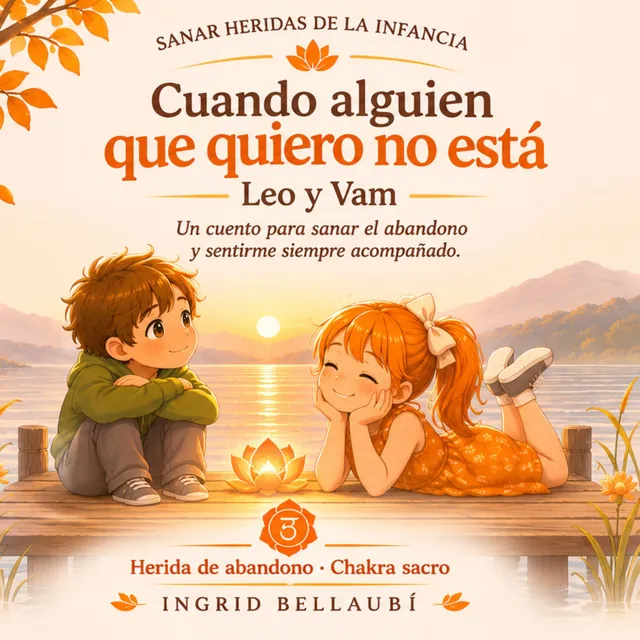 SANAR HERIDAS DE LA INFANCIA
Cuando alguien
que quiero no está
Leo y Vam
Un cuento para sanar el abandono
y sentirme siempre acompañado.
Herida de abandono · Chakra sacro
INGRID BELLAUBÍ